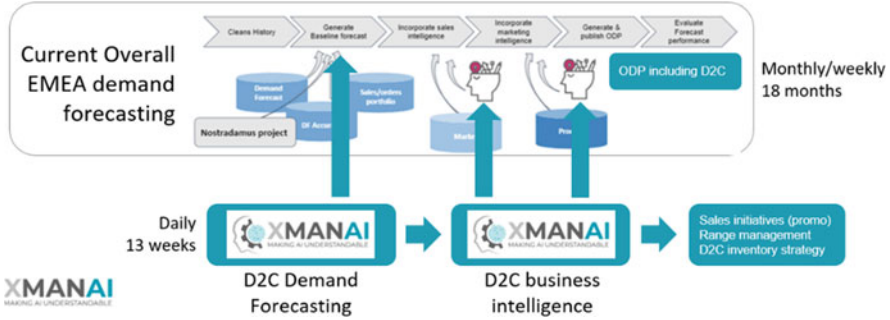 Current Overall
EMEA demand
forecasting
Cleans History
Generate
Baseline forecast
Incorporate sales
intelligence
Incorporate
marketing
intelligence
Generate &
publish ODP
Evaluate
Forecast
performance
Demand
Forecast
Sales/orders
portfolio
Nostradamus project
ODP including D2C
Monthly/weekly
18 months
Daily
13 weeks
XMANAI
MAKING AI UNDERSTANDABLE
XMANAI
MAKING AI UNDERSTANDABLE
Sales initiatives (promo)
Range management
D2C inventory strategy
D2C Demand
Forecasting
D2C business
intelligence
XMANAI
MAKING AI UNDERSTANDABLE